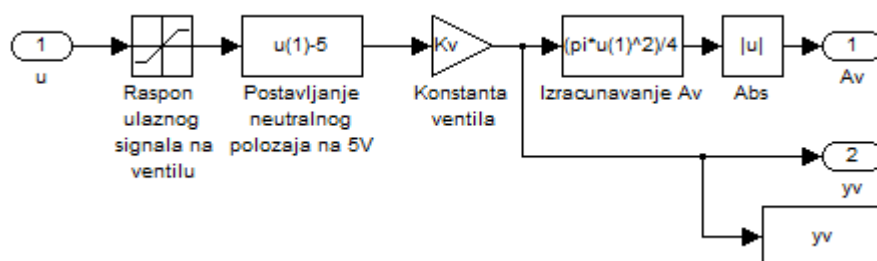 1
u
Raspon
ulaznog
signala na
ventilu
u(1)-5
Postavljanje
neutralnog
polozaja na 5V
Kv
Konstanta
ventila
(pi*u(1)^2)/4
Izracunavanje Av
|u|
Abs
1
Av
2
yv
yv